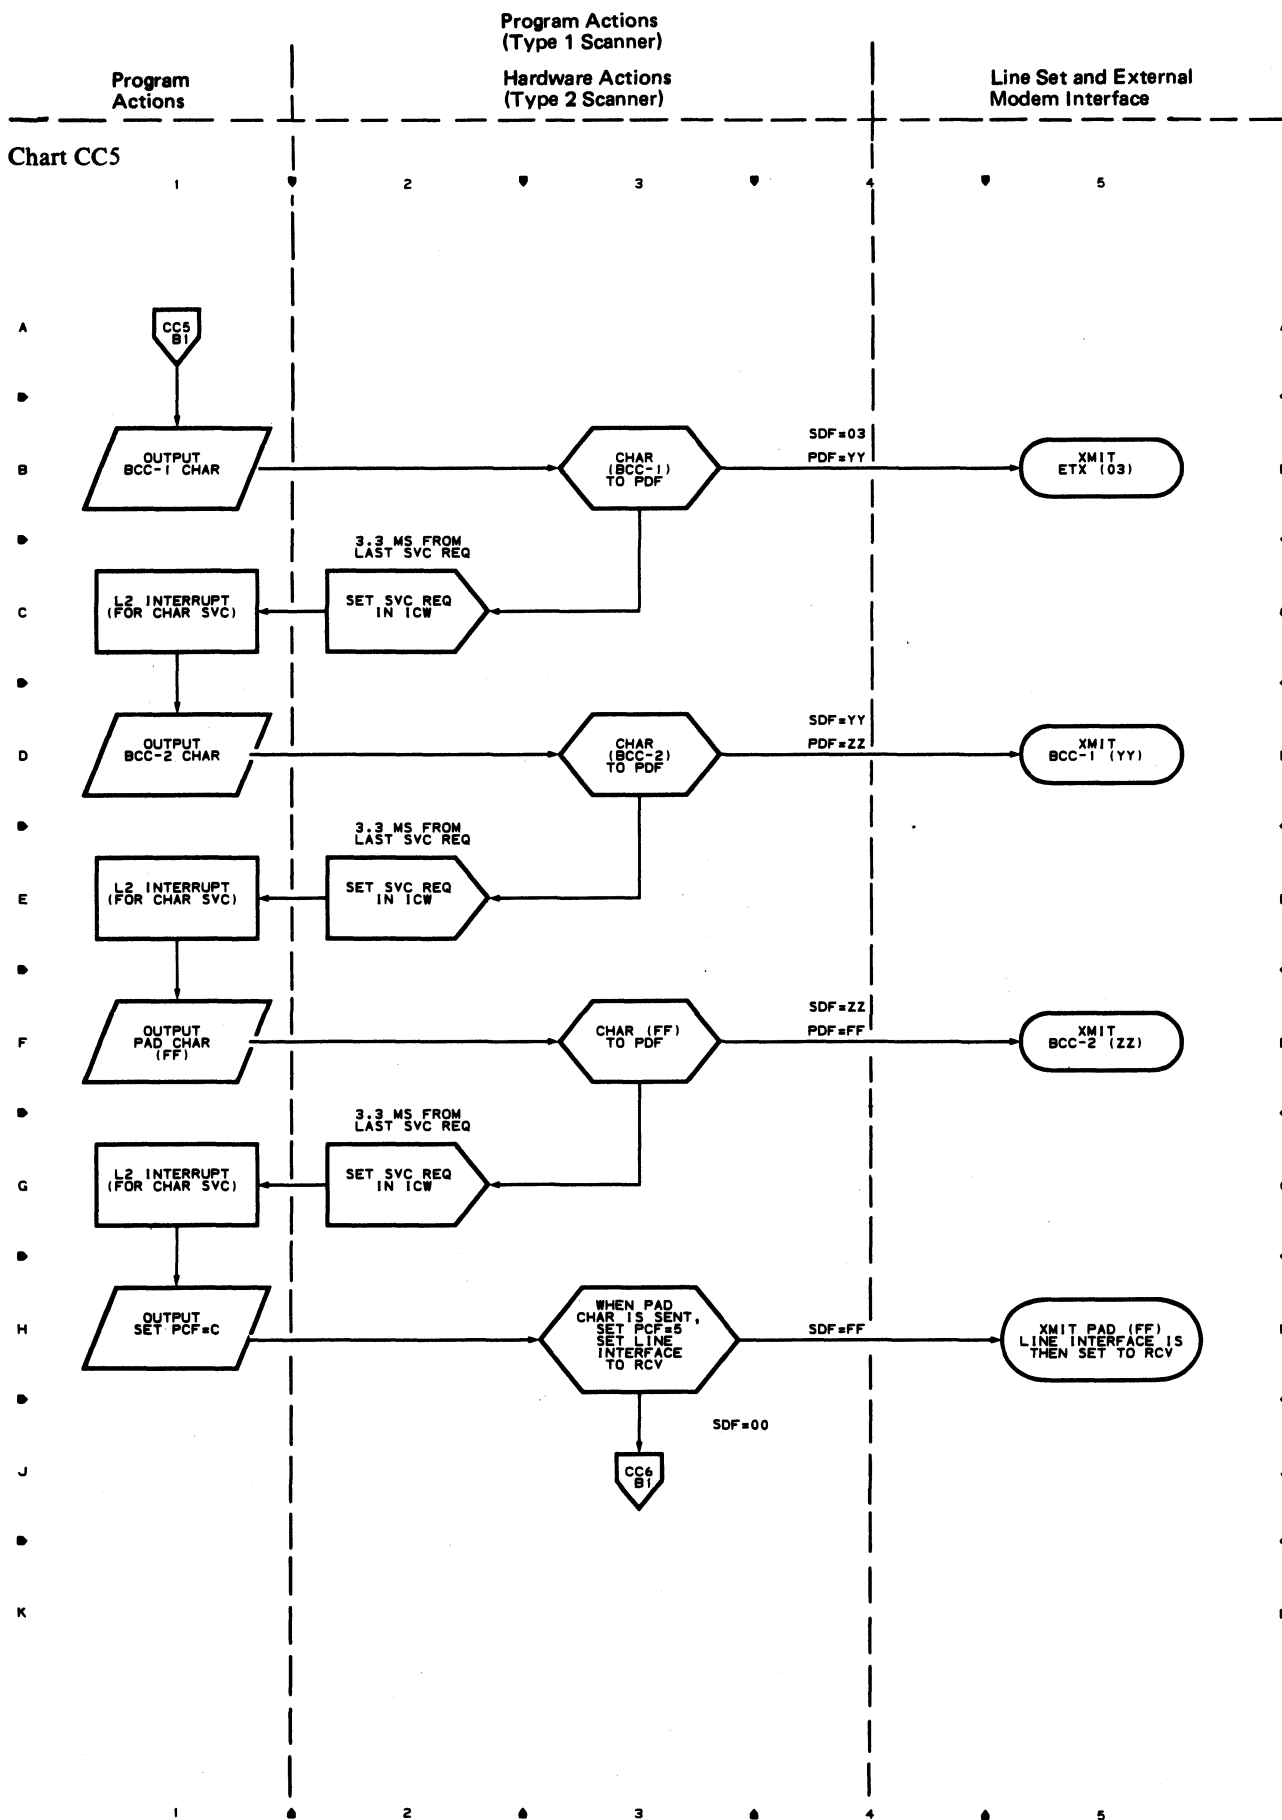 Program Actions
(Type 1 Scanner)
Program
Actions
Hardware Actions
(Type 2 Scanner)
Line Set and External
Modem Interface
Chart CC5
1
2
3
4
5
A
CC5
B1
B
OUTPUT
BCC-1 CHAR
CHAR
(BCC-1)
TO PDF
SDF=03
PDF=YY
XMIT
ETX (03)
3.3 MS FROM
LAST SVC REQ
C
L2 INTERRUPT
(FOR CHAR SVC)
SET SVC REQ
IN ICW
D
OUTPUT
BCC-2 CHAR
CHAR
(BCC-2)
TO PDF
SDF=YY
PDF=ZZ
XMIT
BCC-1 (YY)
3.3 MS FROM
LAST SVC REQ
E
L2 INTERRUPT
(FOR CHAR SVC)
SET SVC REQ
IN ICW
F
OUTPUT
PAD CHAR
(FF)
CHAR (FF)
TO PDF
SDF=ZZ
PDF=FF
XMIT
BCC-2 (ZZ)
3.3 MS FROM
LAST SVC REQ
G
L2 INTERRUPT
(FOR CHAR SVC)
SET SVC REQ
IN ICW
H
OUTPUT
SET PCF=C
WHEN PAD
CHAR IS SENT,
SET PCF=5
SET LINE
INTERFACE
TO RCV
SDF=FF
XMIT PAD (FF)
LINE INTERFACE IS
THEN SET TO RCV
SDF=00
J
CC6
B1
K
1
2
3
4
5